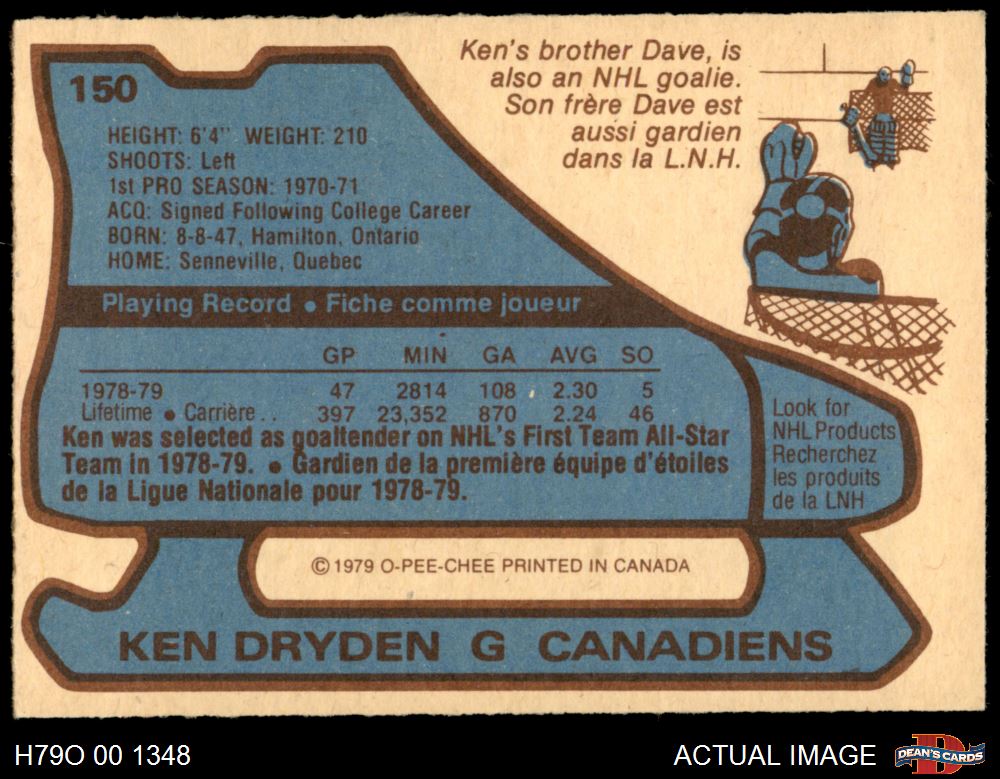 150
HEIGHT: 6'4" WEIGHT: 210
SHOOTS: Left
1st PRO SEASON: 1970-71
ACQ: Signed Following College Career
BORN: 8-8-47, Hamilton, Ontario
HOME: Senneville, Quebec
Ken's brother Dave, is
also an NHL goalie.
Son frère Dave est
aussi gardien
dans la L.N.H.
Playing Record • Fiche comme joueur
GP MIN GA AVG SO
1978-79 47 2814 108 2.30 5
Lifetime • Carrière . . 397 23,352 870 2.24 46
Ken was selected as goaltender on NHL's First Team All-Star
Team in 1978-79. • Gardien de la première équipe d'étoiles
de la Ligue Nationale pour 1978-79.
Look for
NHL Products
Recherchez
les produits
de la LNH
© 1979 O-PEE-CHEE PRINTED IN CANADA
KEN DRYDEN G CANADIENS
H79O 00 1348
ACTUAL IMAGE
D
DEAN'S CARDS